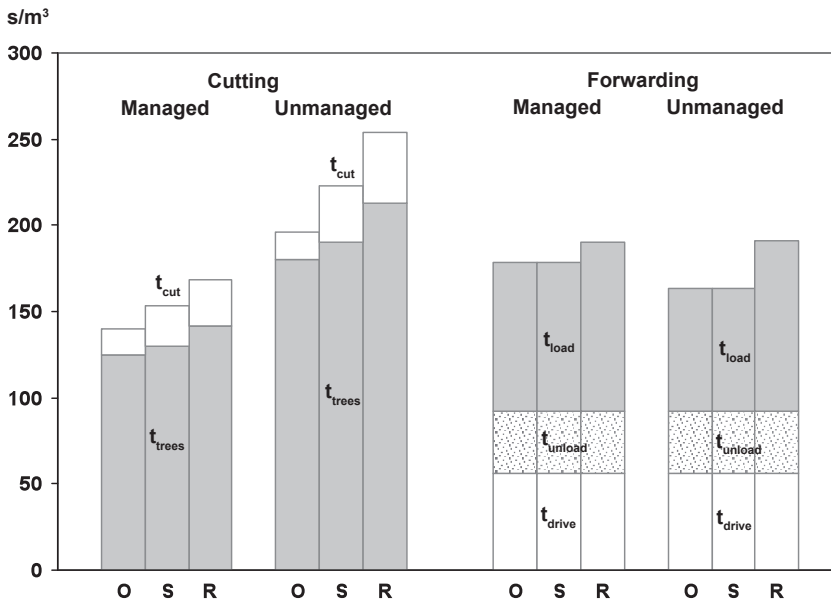 s/m³
300
250
200
150
100
50
0
Cutting
Managed Unmanaged
Forwarding
Managed Unmanaged
t_cut
t_cut
t_trees
t_trees
t_load
t_load
t_unload
t_unload
t_drive
t_drive
O S R O S R O S R O S R